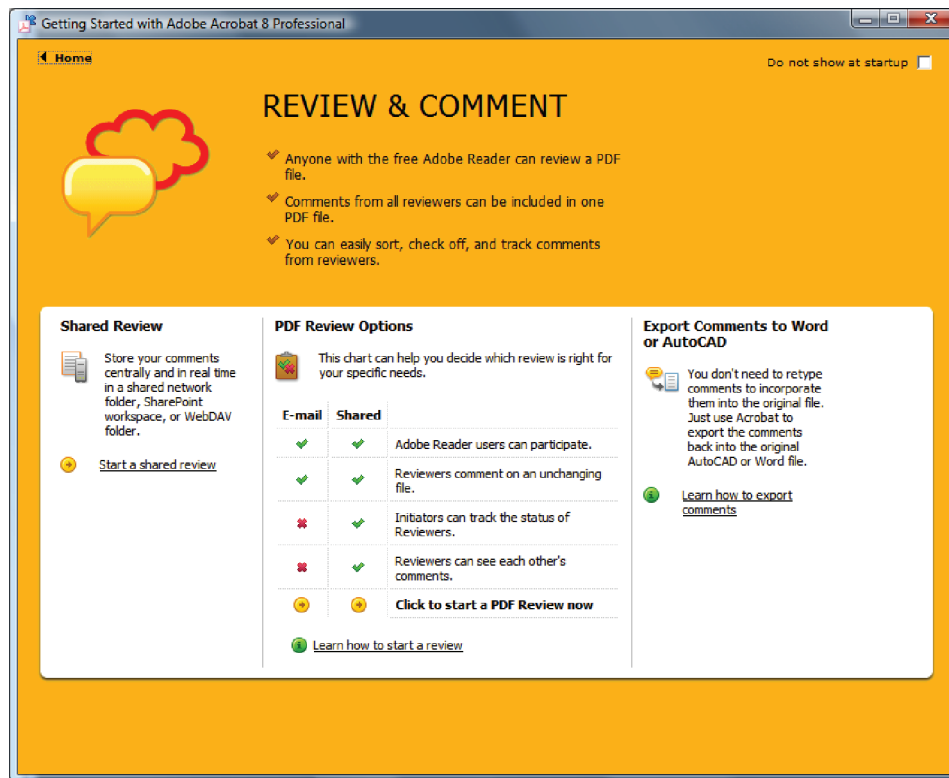 Getting Started with Adobe Acrobat 8 Professional
Home
Do not show at startup
REVIEW & COMMENT
Anyone with the free Adobe Reader can review a PDF
file.
Comments from all reviewers can be included in one
PDF file.
You can easily sort, check off, and track comments
from reviewers.
Shared Review
Store your comments
centrally and in real time
in a shared network
folder, SharePoint
workspace, or WebDAV
folder.
Start a shared review
PDF Review Options
This chart can help you decide which review is right for
your specific needs.
E-mail Shared
Adobe Reader users can participate.
Reviewers comment on an unchanging
file.
Initiators can track the status of
Reviewers.
Reviewers can see each other's
comments.
Click to start a PDF Review now
Learn how to start a review
Export Comments to Word
or AutoCAD
You don't need to retype
comments to incorporate
them into the original file.
Just use Acrobat to
export the comments
back into the original
AutoCAD or Word file.
Learn how to export
comments